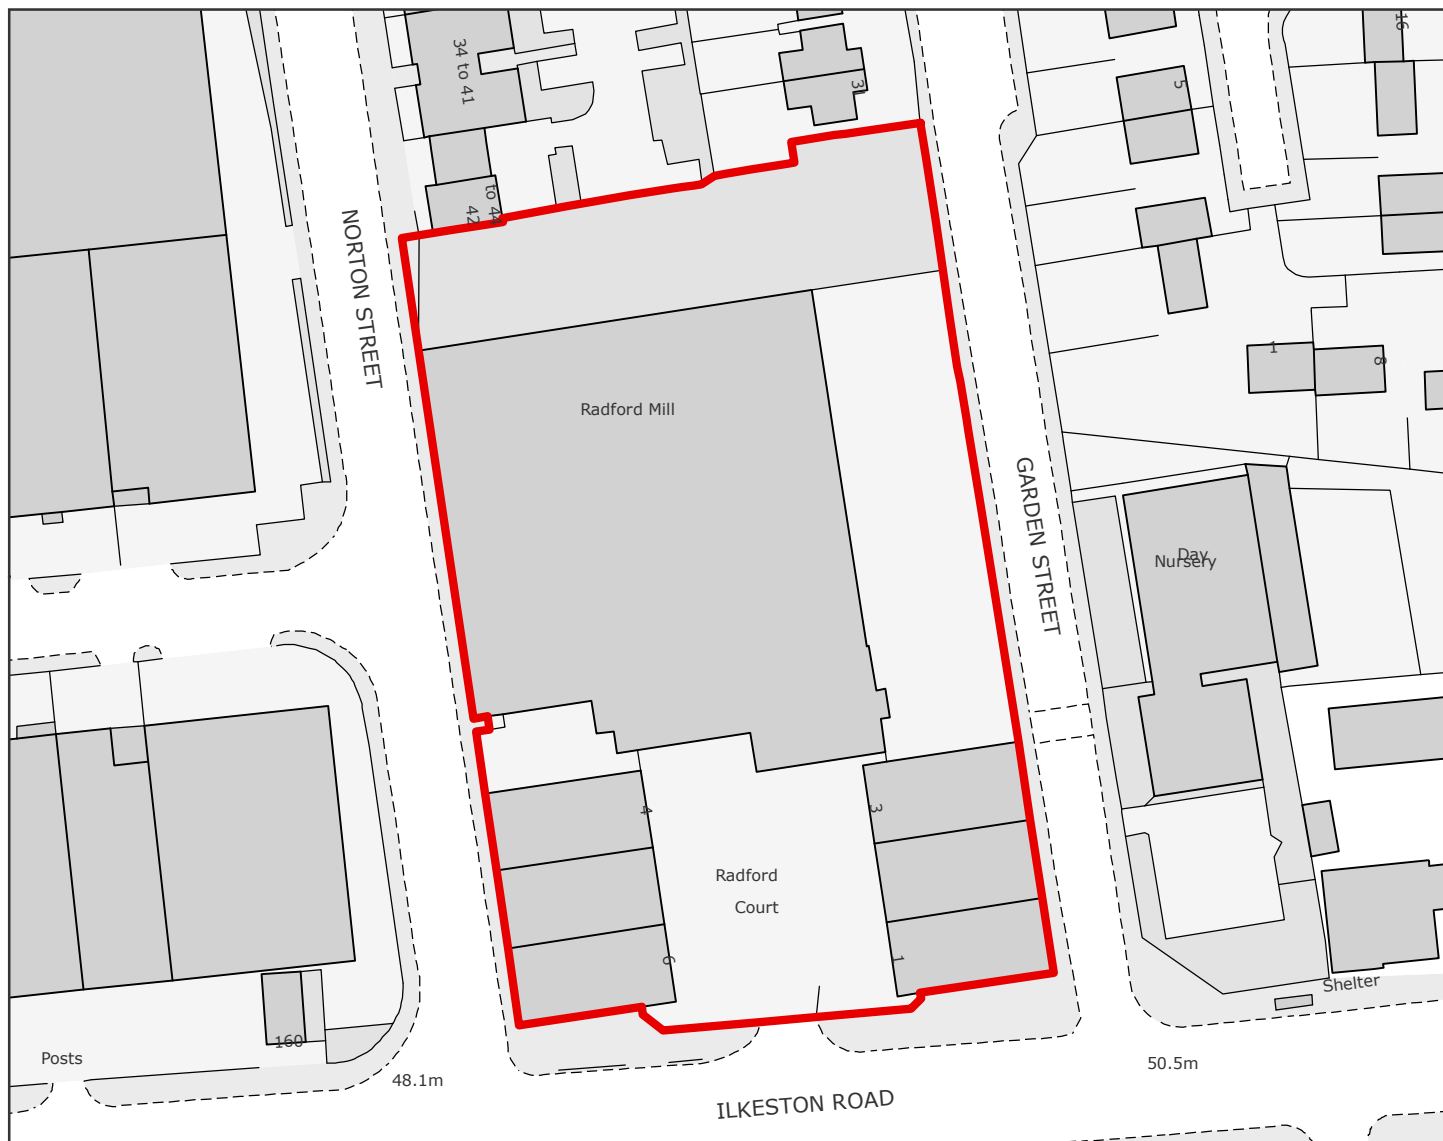 34 to 41
31
5
16
42
to 44
NORTON STREET
1
8
Radford Mill
GARDEN STREET
Day
Nursery
4
3
Radford
Court
6
1
Shelter
160
Posts
48.1m
50.5m
ILKESTON ROAD